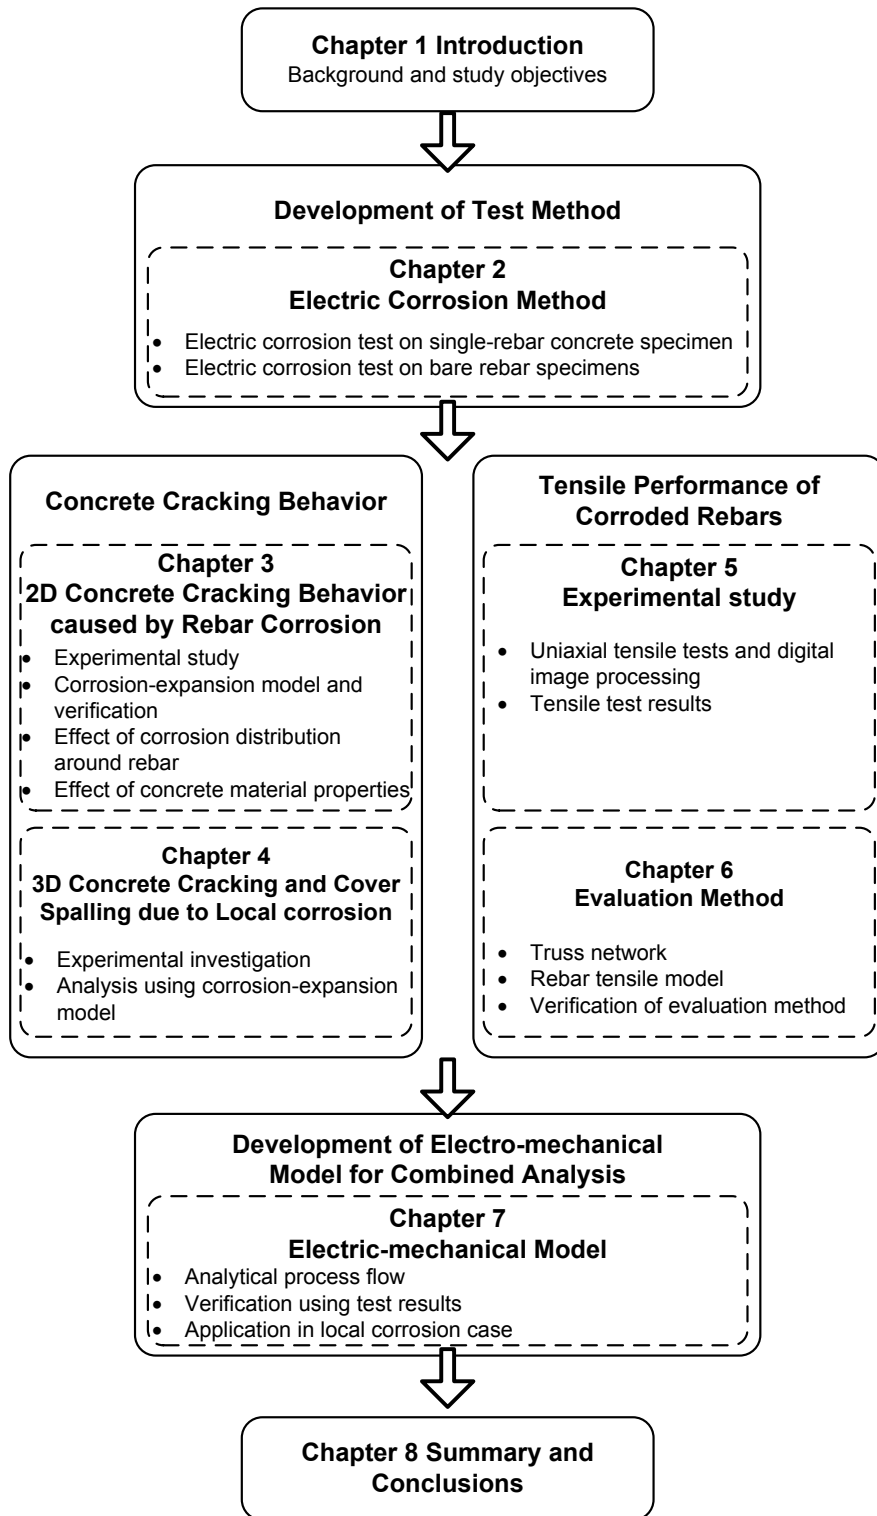 Chapter 1 Introduction
Background and study objectives
Development of Test Method
Chapter 2
Electric Corrosion Method
• Electric corrosion test on single-rebar concrete specimen
• Electric corrosion test on bare rebar specimens
Concrete Cracking Behavior
Chapter 3
2D Concrete Cracking Behavior
caused by Rebar Corrosion
• Experimental study
• Corrosion-expansion model and
verification
• Effect of corrosion distribution
around rebar
• Effect of concrete material properties
Chapter 4
3D Concrete Cracking and Cover
Spalling due to Local corrosion
• Experimental investigation
• Analysis using corrosion-expansion
model
Tensile Performance of
Corroded Rebars
Chapter 5
Experimental study
• Uniaxial tensile tests and digital
image processing
• Tensile test results
Chapter 6
Evaluation Method
• Truss network
• Rebar tensile model
• Verification of evaluation method
Development of Electro-mechanical
Model for Combined Analysis
Chapter 7
Electric-mechanical Model
• Analytical process flow
• Verification using test results
• Application in local corrosion case
Chapter 8 Summary and
Conclusions